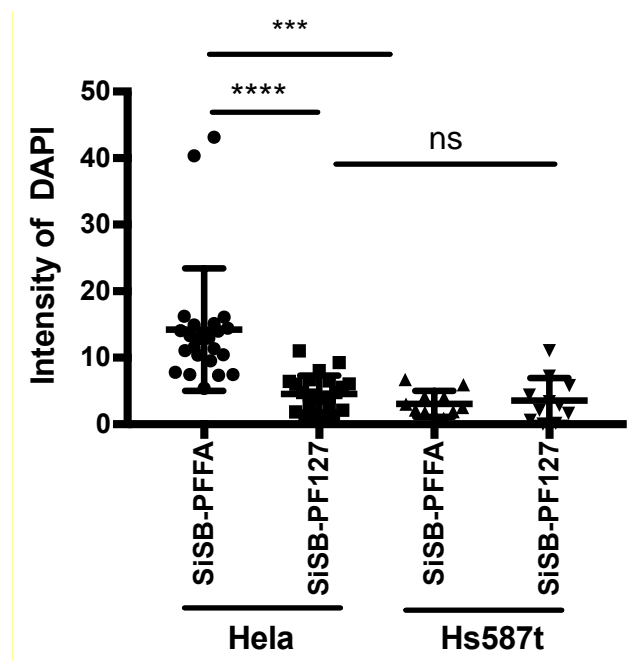 ***
****
ns
50
40
30
20
10
0
Intensity of DAPI
SiSB-PFFA
SiSB-PF127
SiSB-PFFA
SiSB-PF127
Hela
Hs587t